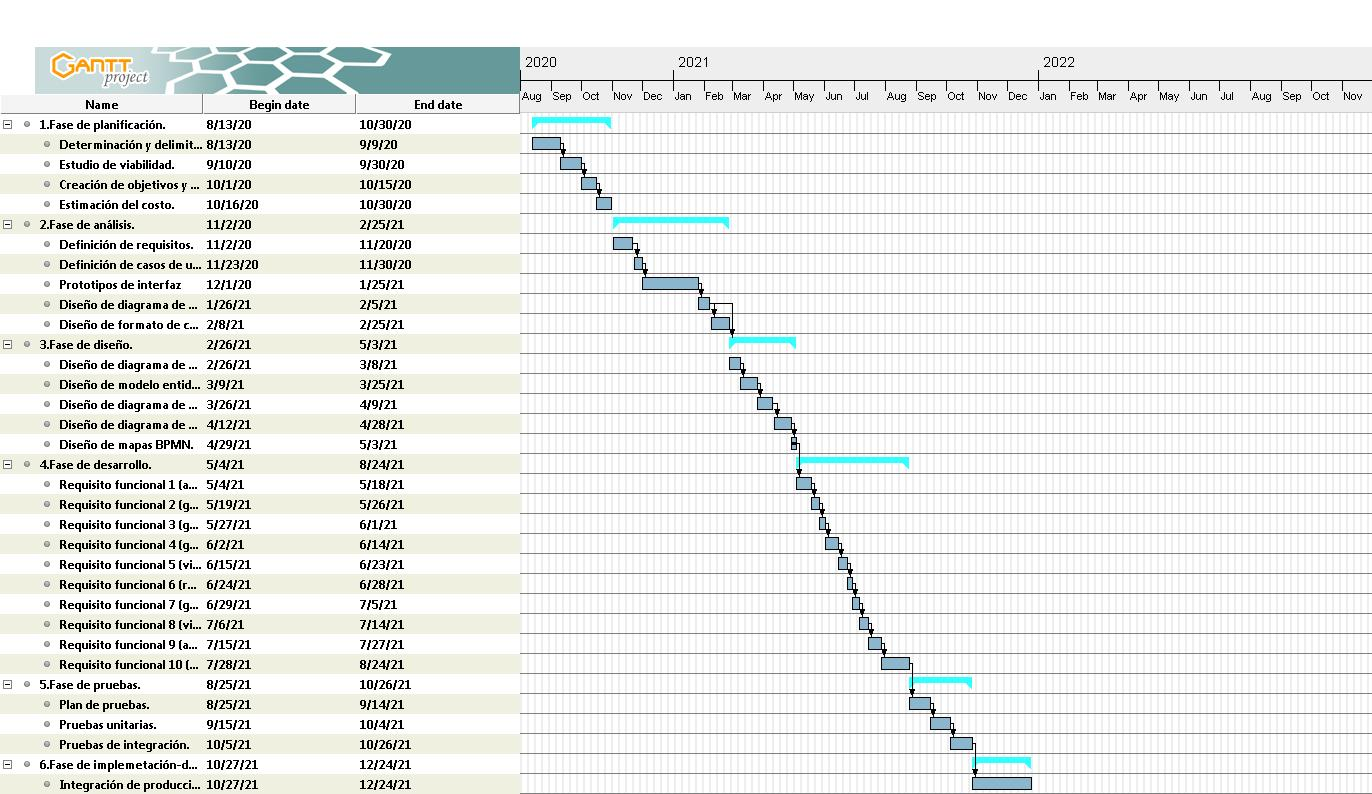 GANTT
project
2020 2021 2022
Name Begin date End date
Aug Sep Oct Nov Dec Jan Feb Mar Apr May Jun Jul Aug Sep Oct Nov Dec Jan Feb Mar Apr May Jun Jul Aug Sep Oct Nov
1.Fase de planificación. 8/13/20 10/30/20
Determinación y delimit... 8/13/20 9/9/20
Estudio de viabilidad. 9/10/20 9/30/20
Creación de objetivos y ... 10/1/20 10/15/20
Estimación del costo. 10/16/20 10/30/20
2.Fase de análisis. 11/2/20 2/25/21
Definición de requisitos. 11/2/20 11/20/20
Definición de casos de u... 11/23/20 11/30/20
Prototipos de interfaz 12/1/20 1/25/21
Diseño de diagrama de ... 1/26/21 2/5/21
Diseño de formato de c... 2/8/21 2/25/21
3.Fase de diseño. 2/26/21 5/3/21
Diseño de diagrama de ... 2/26/21 3/8/21
Diseño de modelo entid... 3/9/21 3/25/21
Diseño de diagrama de ... 3/26/21 4/9/21
Diseño de diagrama de ... 4/12/21 4/28/21
Diseño de mapas BPMN. 4/29/21 5/3/21
4.Fase de desarrollo. 5/4/21 8/24/21
Requisito funcional 1 (a... 5/4/21 5/18/21
Requisito funcional 2 (g... 5/19/21 5/26/21
Requisito funcional 3 (g... 5/27/21 6/1/21
Requisito funcional 4 (g... 6/2/21 6/14/21
Requisito funcional 5 (vi... 6/15/21 6/23/21
Requisito funcional 6 (r... 6/24/21 6/28/21
Requisito funcional 7 (g... 6/29/21 7/5/21
Requisito funcional 8 (vi... 7/6/21 7/14/21
Requisito funcional 9 (a... 7/15/21 7/27/21
Requisito funcional 10 (... 7/28/21 8/24/21
5.Fase de pruebas. 8/25/21 10/26/21
Plan de pruebas. 8/25/21 9/14/21
Pruebas unitarias. 9/15/21 10/4/21
Pruebas de integración. 10/5/21 10/26/21
6.Fase de implemetación-d... 10/27/21 12/24/21
Integración de producci... 10/27/21 12/24/21